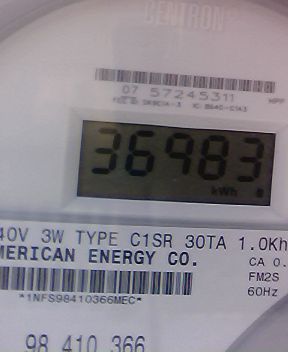 CENTRON
07 57245311
36983
kWh
40V 3W TYPE C1SR 30TA 1.0Kh
MERICAN ENERGY CO.
CA 0.
FM2S
*1NFS98410366MEC*
60Hz
98 410 366